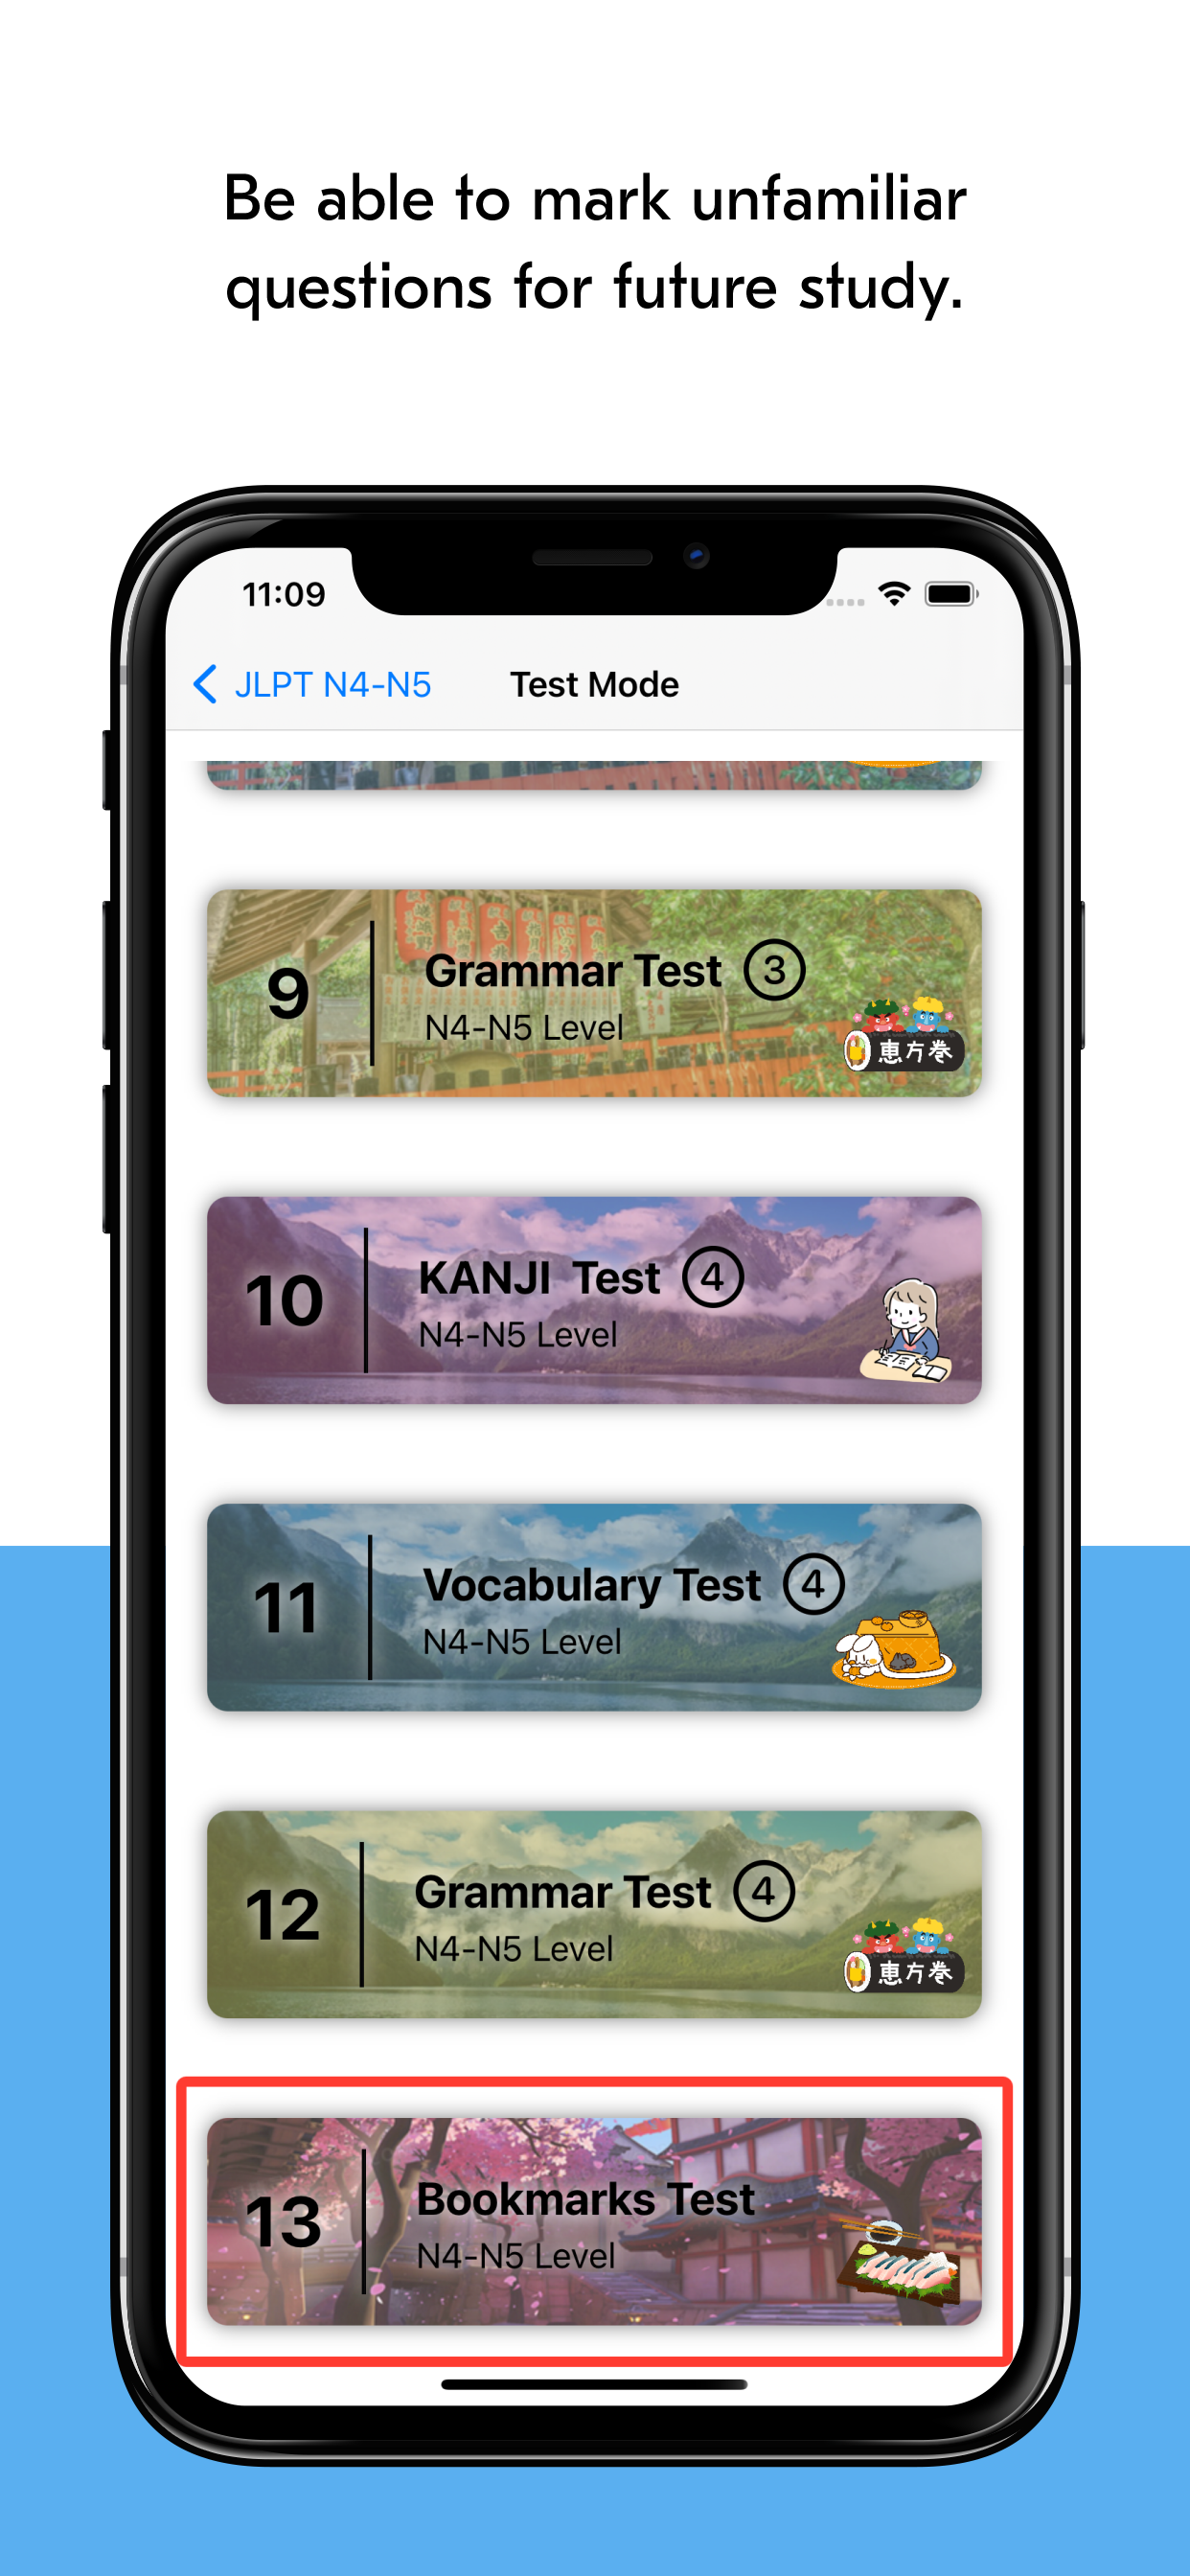 Be able to mark unfamiliar
questions for future study.
11:09
JLPT N4-N5
Test Mode
9
Grammar Test ③
N4-N5 Level
恵方巻
10
KANJI Test ④
N4-N5 Level
11
Vocabulary Test ④
N4-N5 Level
12
Grammar Test ④
N4-N5 Level
恵方巻
13
Bookmarks Test
N4-N5 Level